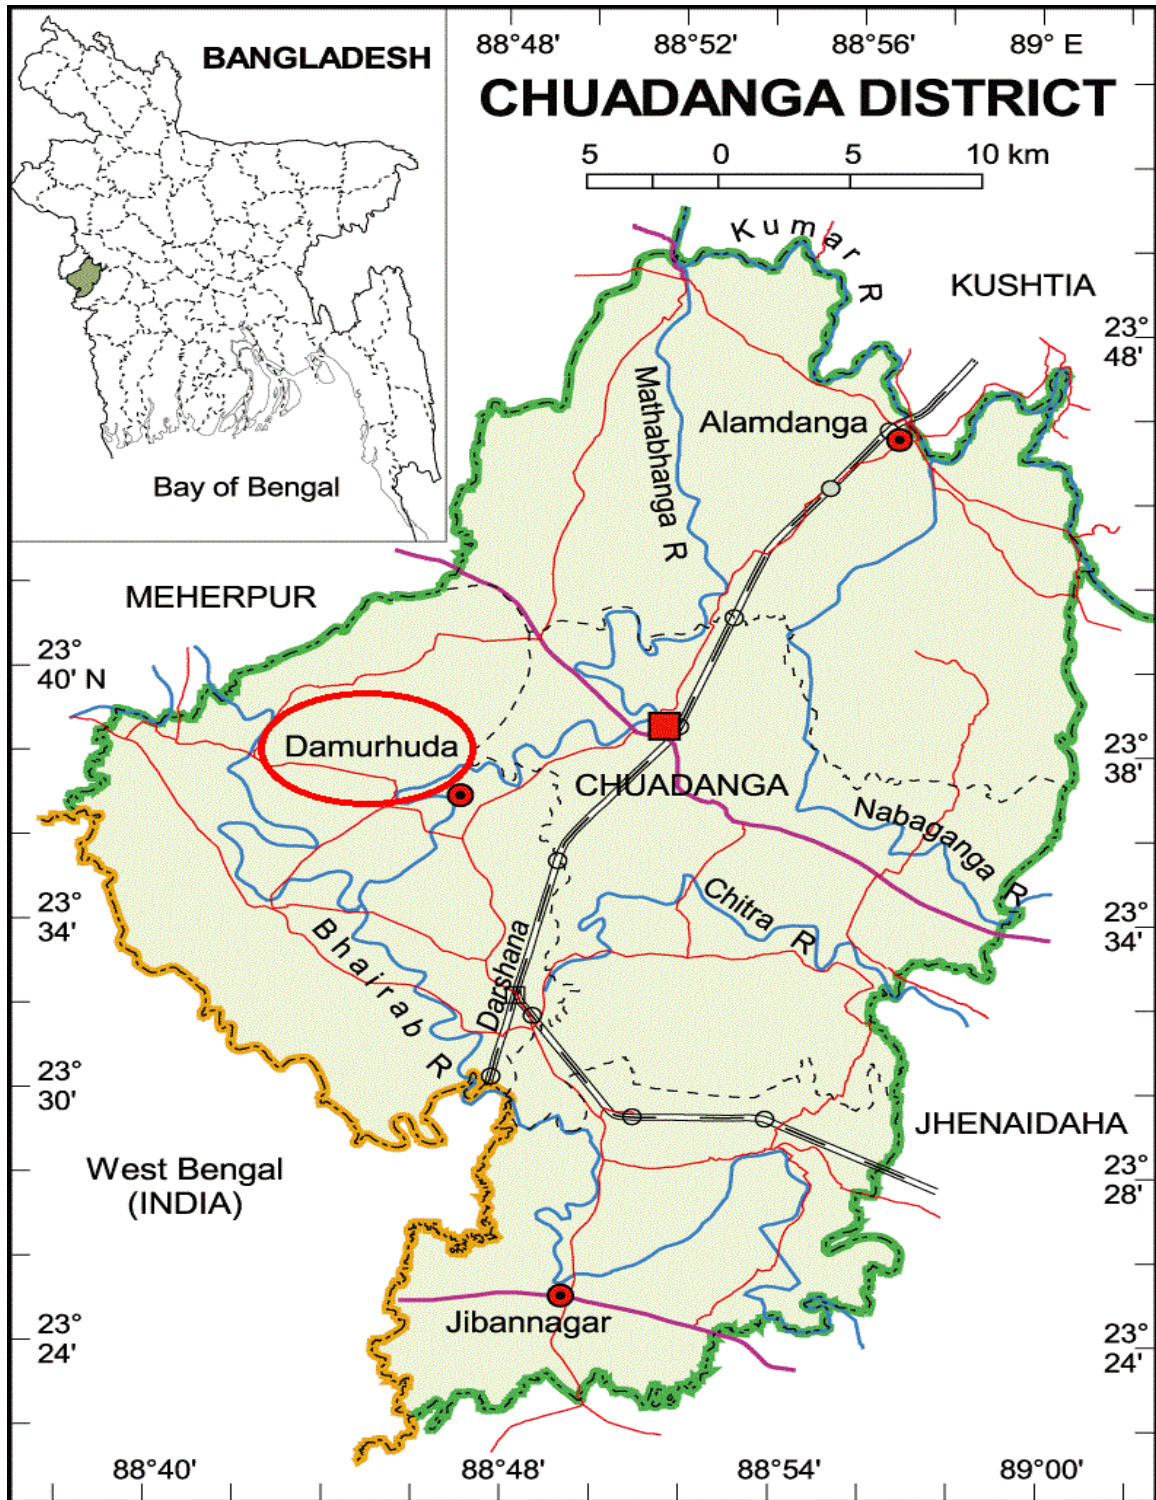 BANGLADESH
Bay of Bengal
88°48' 88°52' 88°56' 89° E
CHUADANGA DISTRICT
5 0 5 10 km
Kumar R
KUSHTIA
23°
48'
Mathabhanga R
Alamdanga
MEHERPUR
23°
40' N
Damurhuda
CHUADANGA
23°
38'
Nabaganga R
Chitra R
23°
34'
23°
34'
Bhairab R
Darshana
23°
30'
JHENAIDAHA
West Bengal
(INDIA)
23°
28'
Jibannagar
23°
24'
23°
24'
88°40' 88°48' 88°54' 89°00'